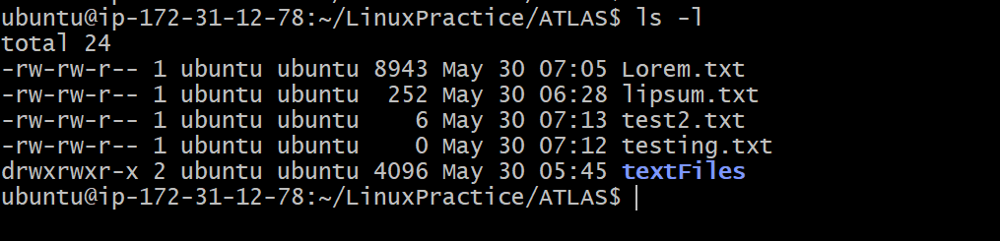 ubuntu@ip-172-31-12-78:~/LinuxPractice/ATLAS$ ls -l
total 24
-rw-rw-r-- 1 ubuntu ubuntu 8943 May 30 07:05 Lorem.txt
-rw-rw-r-- 1 ubuntu ubuntu  252 May 30 06:28 lipsum.txt
-rw-rw-r-- 1 ubuntu ubuntu    6 May 30 07:13 test2.txt
-rw-rw-r-- 1 ubuntu ubuntu    0 May 30 07:12 testing.txt
drwxrwxr-x 2 ubuntu ubuntu 4096 May 30 05:45 textFiles
ubuntu@ip-172-31-12-78:~/LinuxPractice/ATLAS$